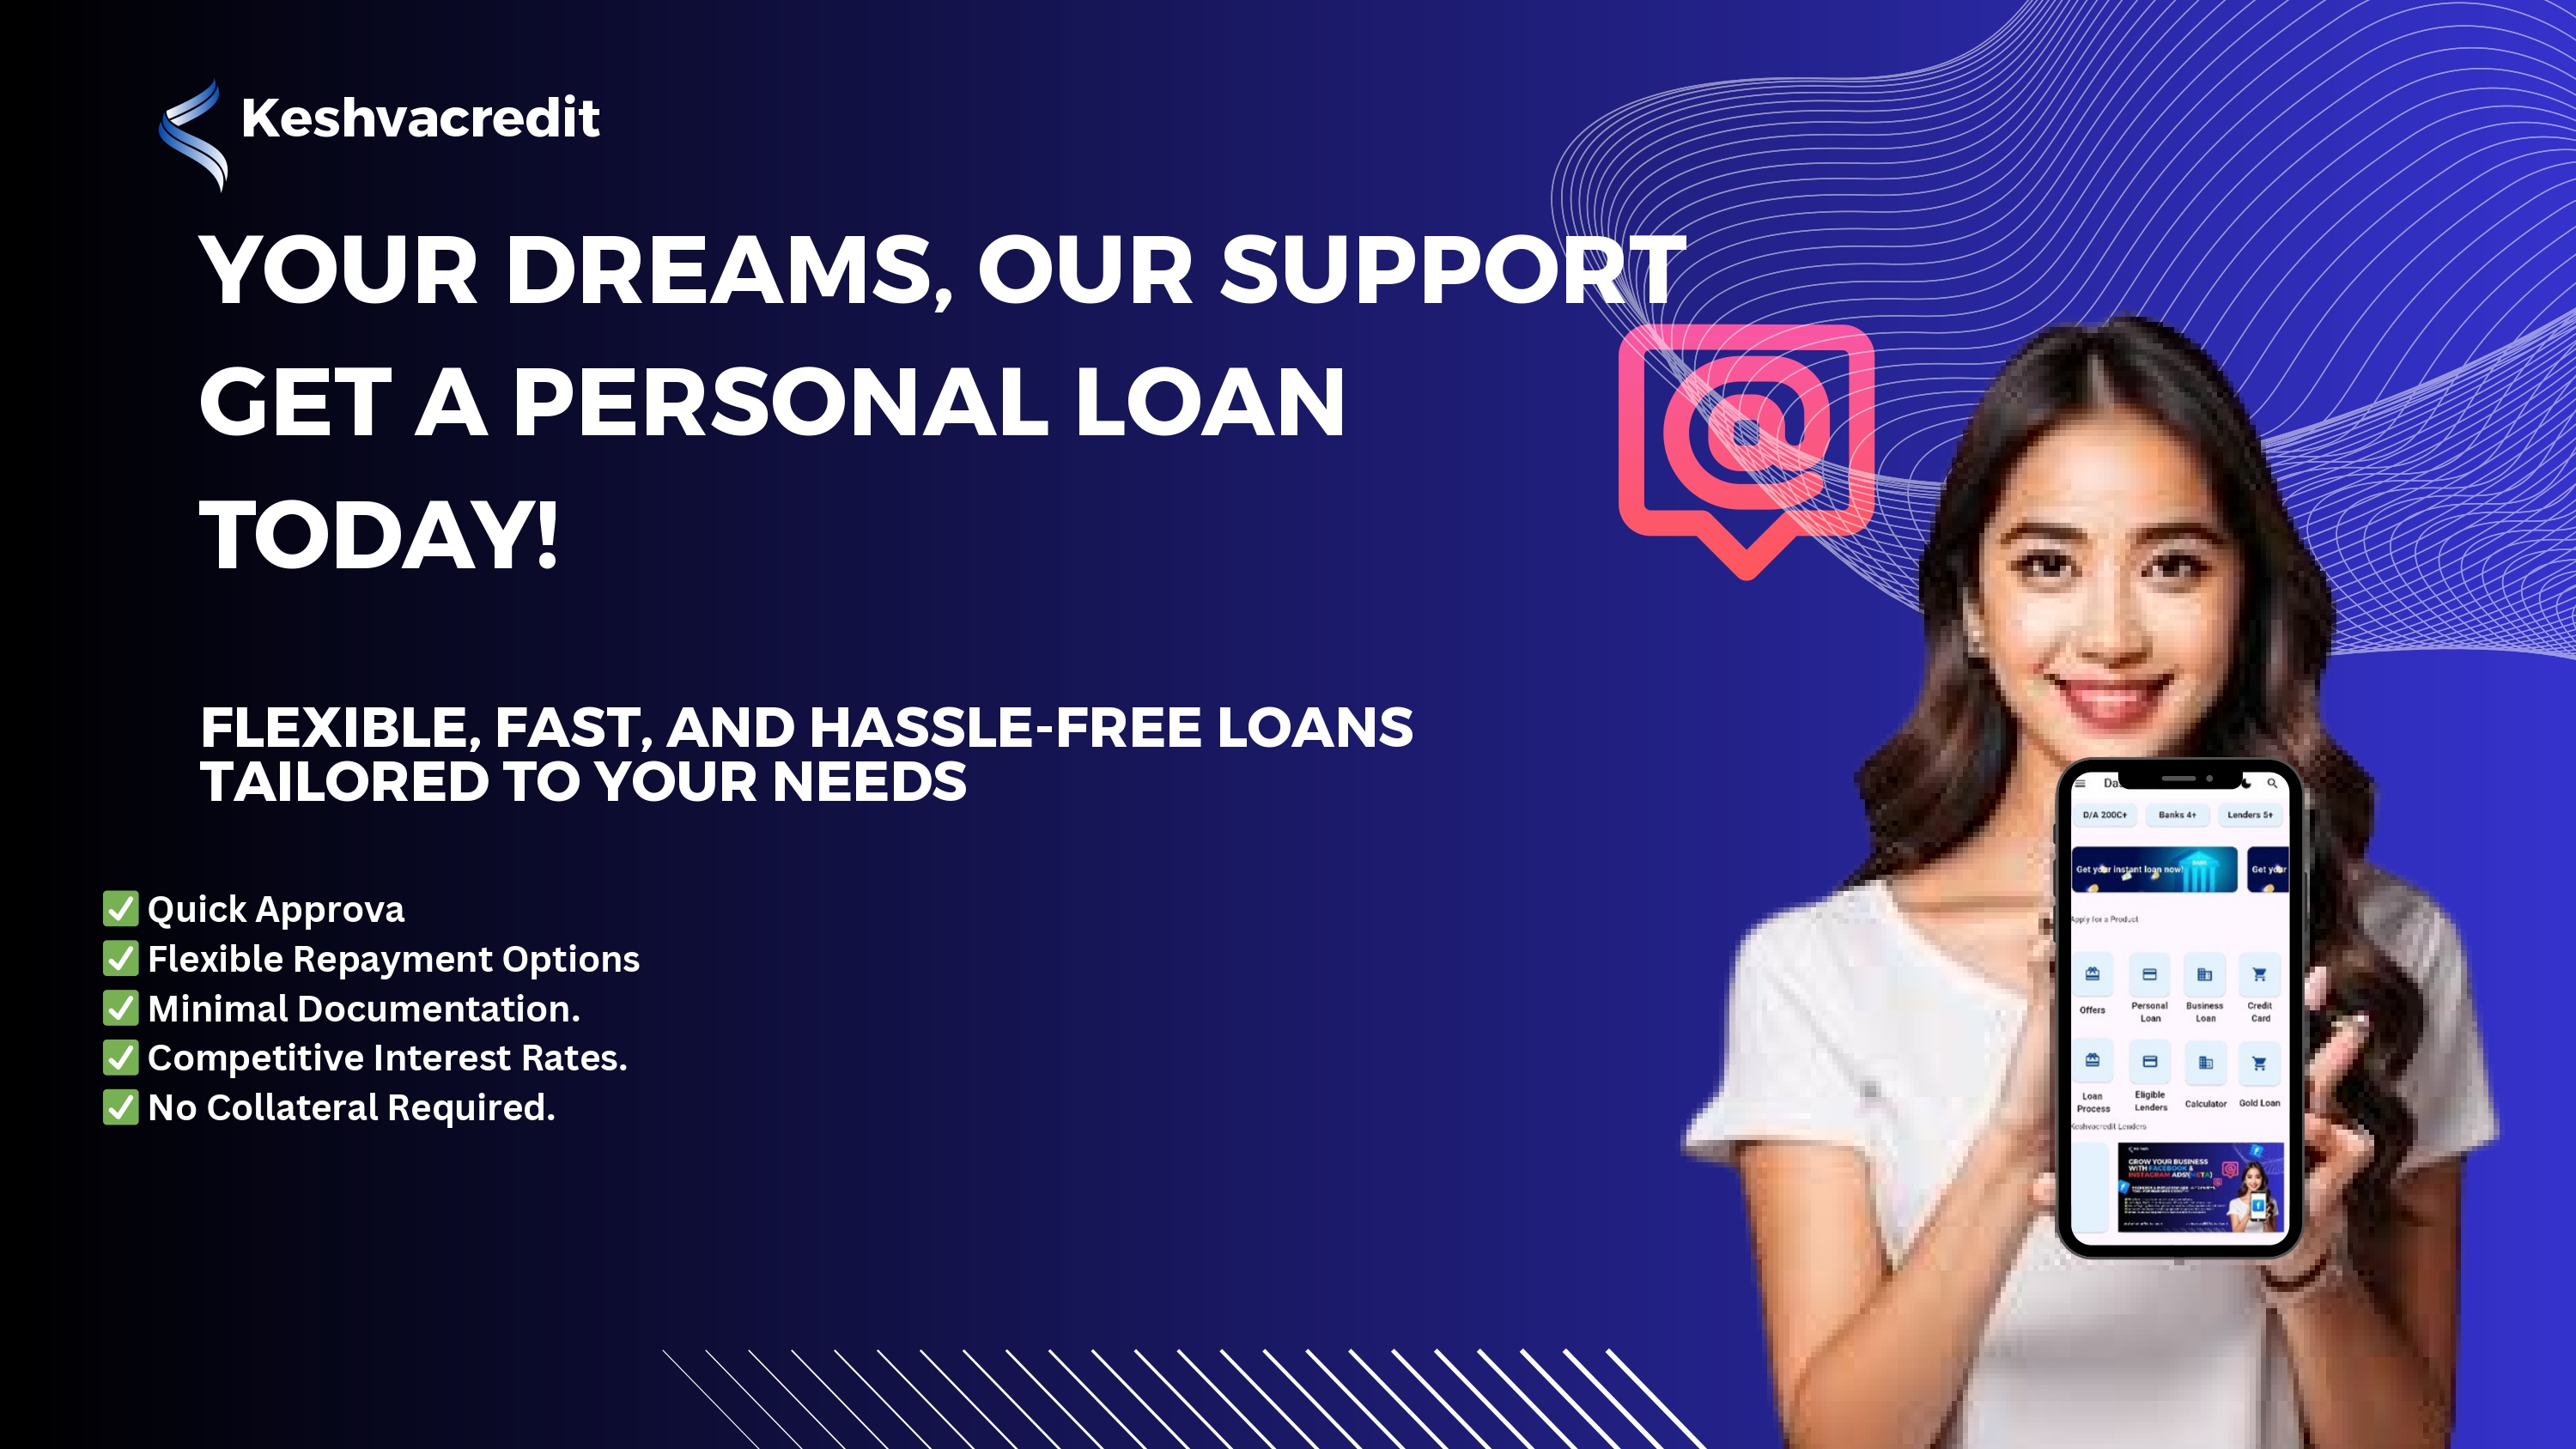 Keshvacredit
YOUR DREAMS, OUR SUPPORT
GET A PERSONAL LOAN
TODAY!
FLEXIBLE, FAST, AND HASSLE-FREE LOANS
TAILORED TO YOUR NEEDS
✅ Quick Approva
✅ Flexible Repayment Options
✅ Minimal Documentation.
✅ Competitive Interest Rates.
✅ No Collateral Required.
D/A 200C+ Banks 4+ Lenders 5+
Get your instant loan now! Get your
Apply for a Product
Offers
Personal
Loan
Business
Loan
Credit
Card
Loan
Process
Eligible
Lenders
Calculator
Gold Loan
Keshvacredit Lenders
GROW YOUR BUSINESS
WITH FACEBOOK &
INSTAGRAM ADS!(META)